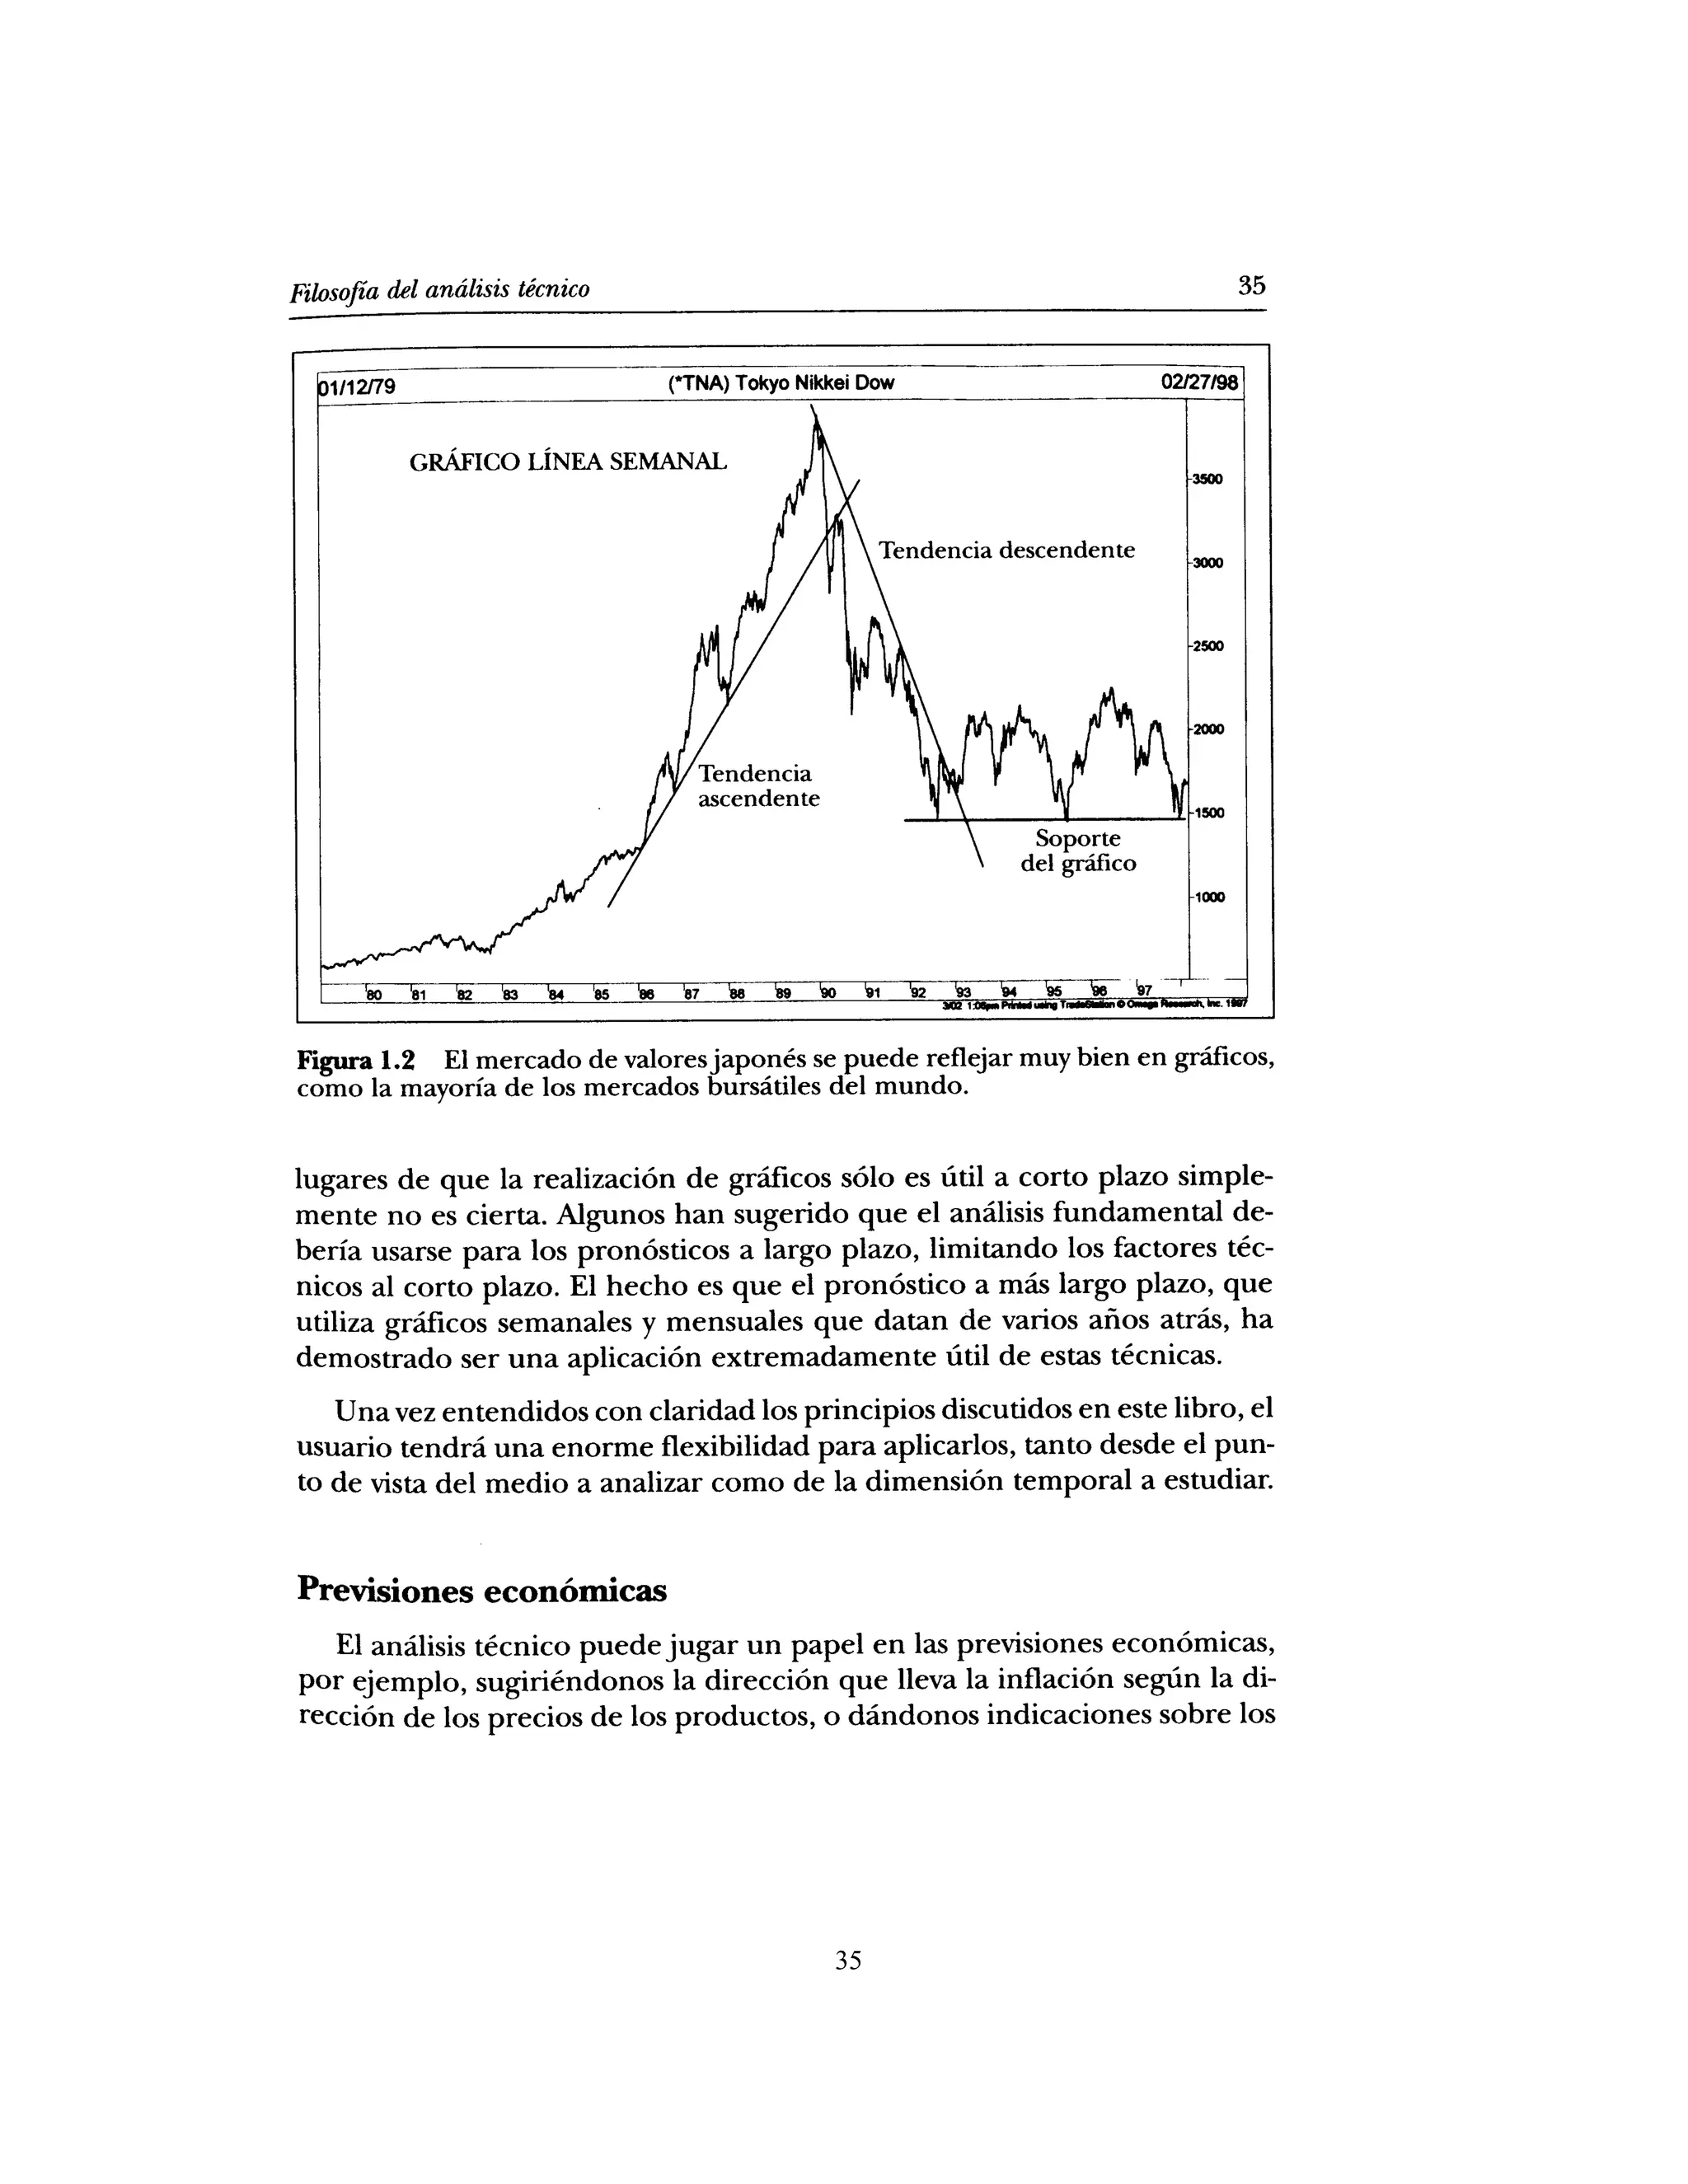 Filosofía del análisis técnico 35
01/12/79 (*TNA) Tokyo Nikkei Dow 02/27/98
GRÁFICO LÍNEA SEMANAL
3500
Tendencia descendente
3000
2500
2000
Tendencia
ascendente
1500
Soporte
del gráfico
1000
'80 '81 '82 '83 '84 '85 '86 '87 '88 '89 '90 '91 '92 '93 '94 '95 '96 '97
3/02 1:06pm Printed using TradeStation © Omega Research, Inc. 1997
Figura 1.2 El mercado de valores japonés se puede reflejar muy bien en gráficos,
como la mayoría de los mercados bursátiles del mundo.
lugares de que la realización de gráficos sólo es útil a corto plazo simple-
mente no es cierta. Algunos han sugerido que el análisis fundamental de-
bería usarse para los pronósticos a largo plazo, limitando los factores téc-
nicos al corto plazo. El hecho es que el pronóstico a más largo plazo, que
utiliza gráficos semanales y mensuales que datan de varios años atrás, ha
demostrado ser una aplicación extremadamente útil de estas técnicas.
Una vez entendidos con claridad los principios discutidos en este libro, el
usuario tendrá una enorme flexibilidad para aplicarlos, tanto desde el pun-
to de vista del medio a analizar como de la dimensión temporal a estudiar.
Previsiones económicas
El análisis técnico puede jugar un papel en las previsiones económicas,
por ejemplo, sugiriéndonos la dirección que lleva la inflación según la di-
rección de los precios de los productos, o dándonos indicaciones sobre los
35